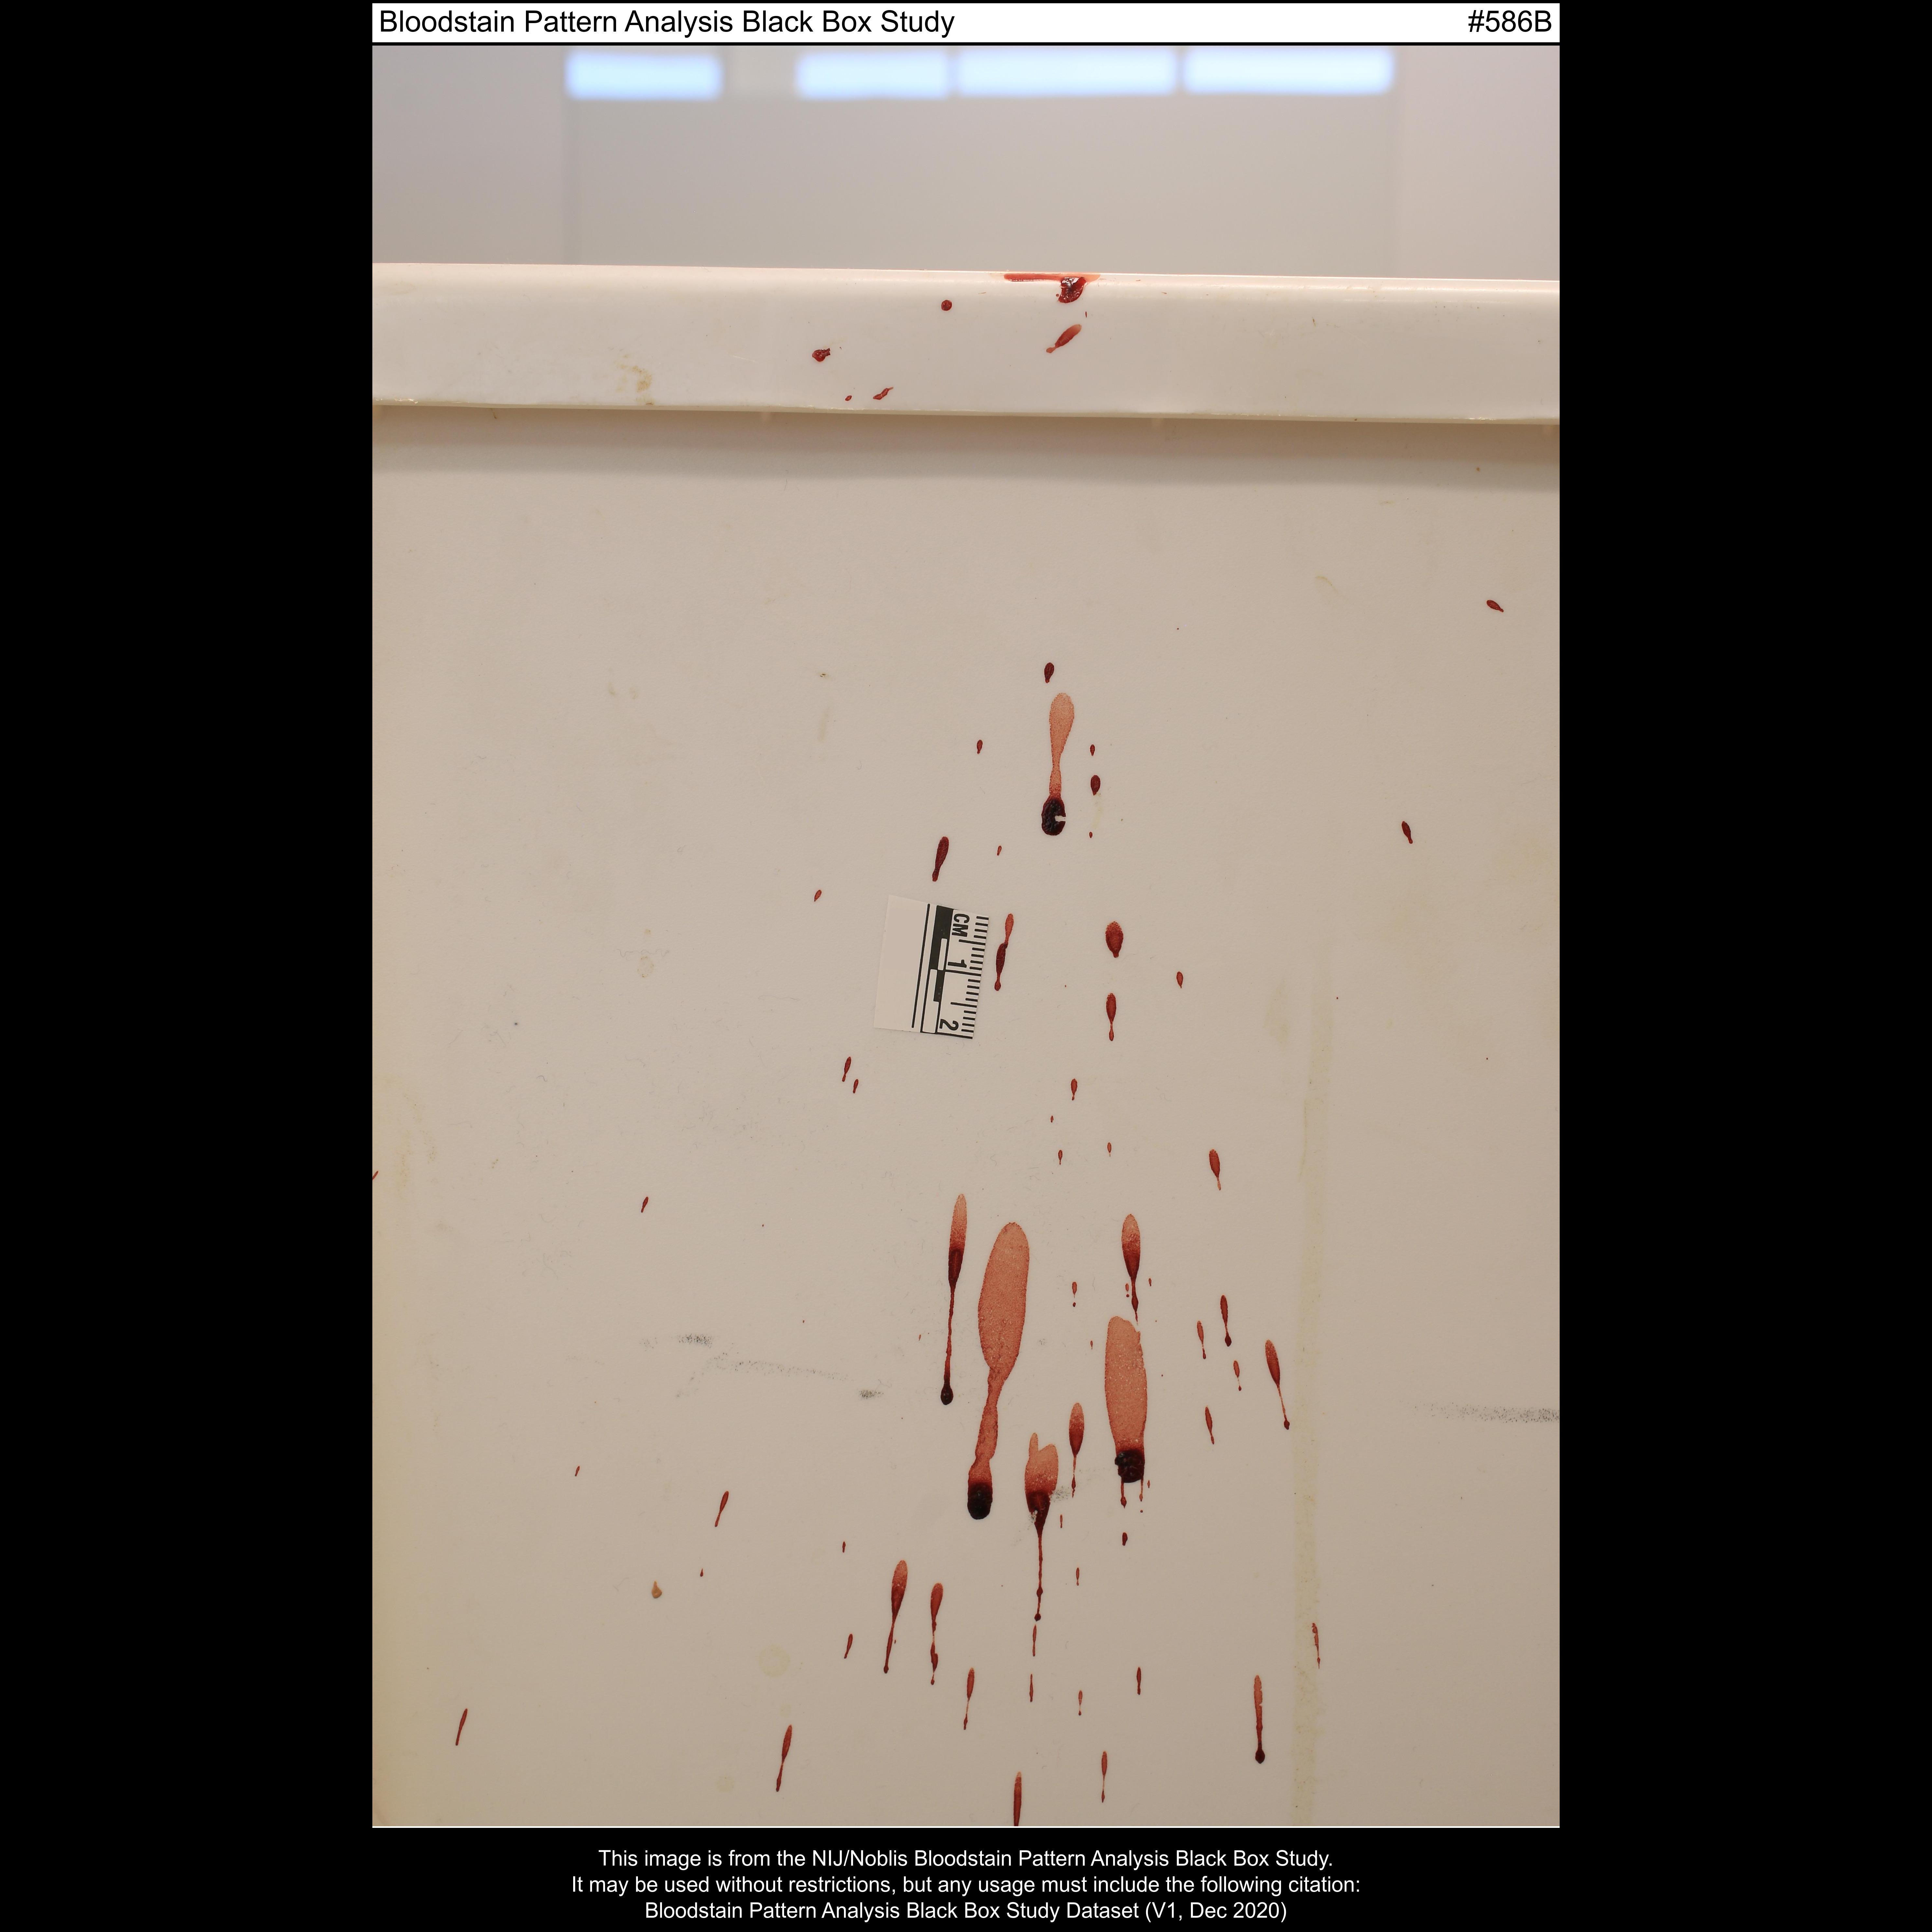 Bloodstain Pattern Analysis Black Box Study #586B
CM 1 2
This image is from the NIJ/Noblis Bloodstain Pattern Analysis Black Box Study.
It may be used without restrictions, but any usage must include the following citation:
Bloodstain Pattern Analysis Black Box Study Dataset (V1, Dec 2020)